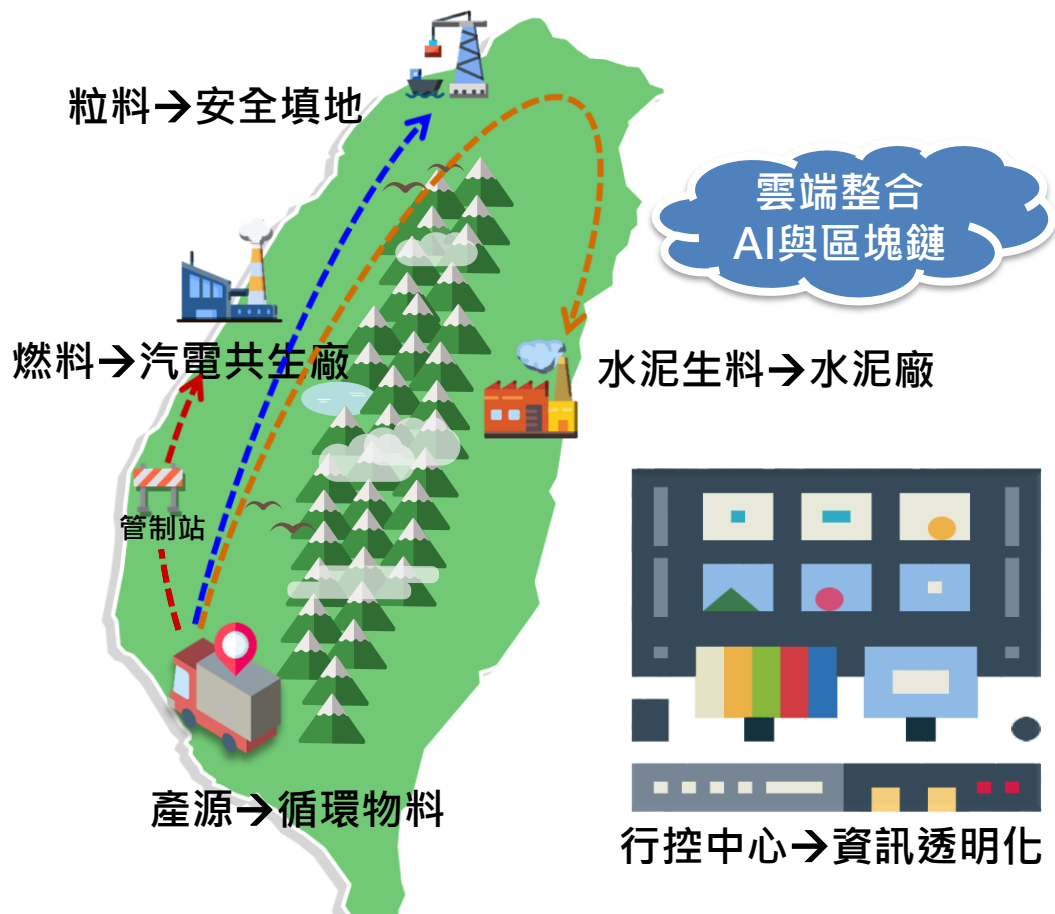 粒料→安全填地
雲端整合
AI與區塊鏈
燃料→汽電共生廠
水泥生料→水泥廠
管制站
產源→循環物料
行控中心→資訊透明化